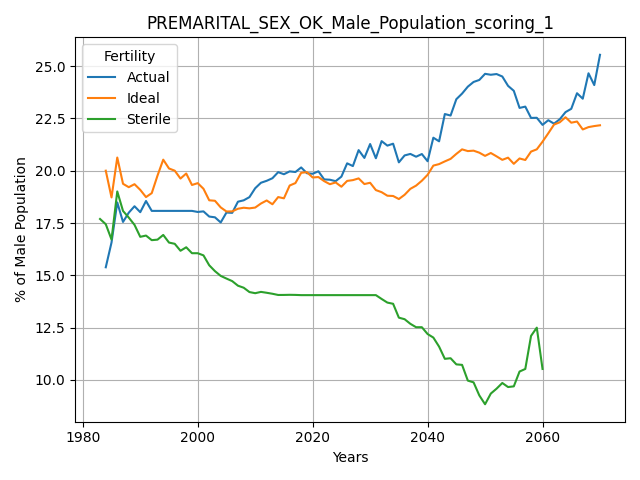 PREMARITAL_SEX_OK_Male_Population_scoring_1
Fertility
Actual
Ideal
Sterile
% of Male Population
25.0
22.5
20.0
17.5
15.0
12.5
10.0
1980 2000 2020 2040 2060
Years